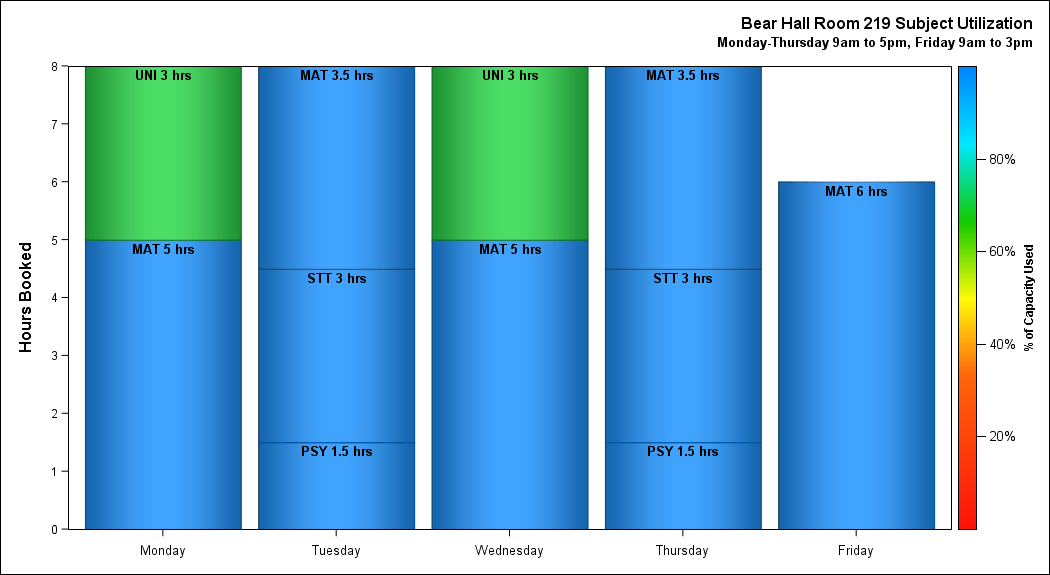 Bear Hall Room 219 Subject Utilization
Monday-Thursday 9am to 5pm, Friday 9am to 3pm
Hours Booked
8
7
6
5
4
3
2
1
0
UNI 3 hrs
MAT 5 hrs
MAT 3.5 hrs
STT 3 hrs
PSY 1.5 hrs
UNI 3 hrs
MAT 5 hrs
MAT 3.5 hrs
STT 3 hrs
PSY 1.5 hrs
MAT 6 hrs
Monday
Tuesday
Wednesday
Thursday
Friday
80%
60%
40%
20%
% of Capacity Used